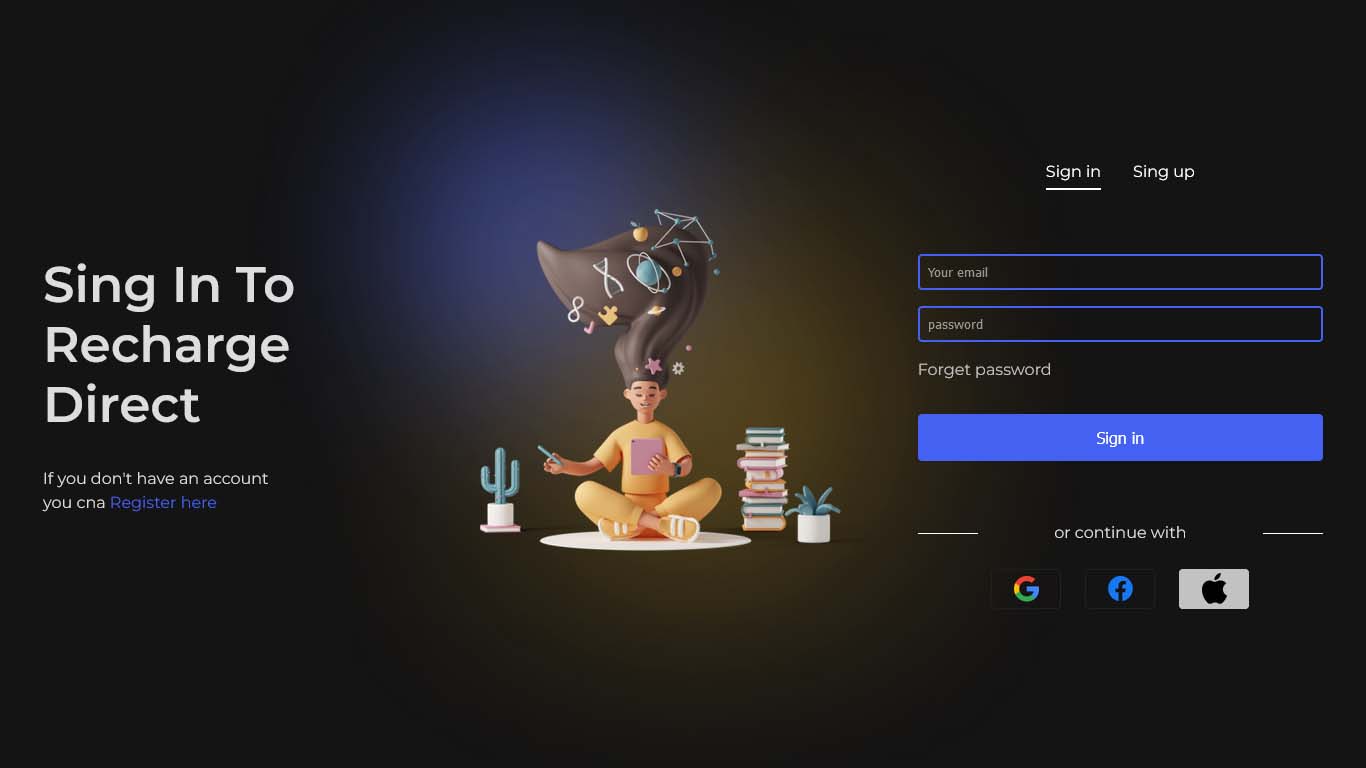 Sign in
Sing up
Sing In To
Recharge
Direct
If you don't have an account
you cna Register here
Your email
password
Forget password
Sign in
or continue with